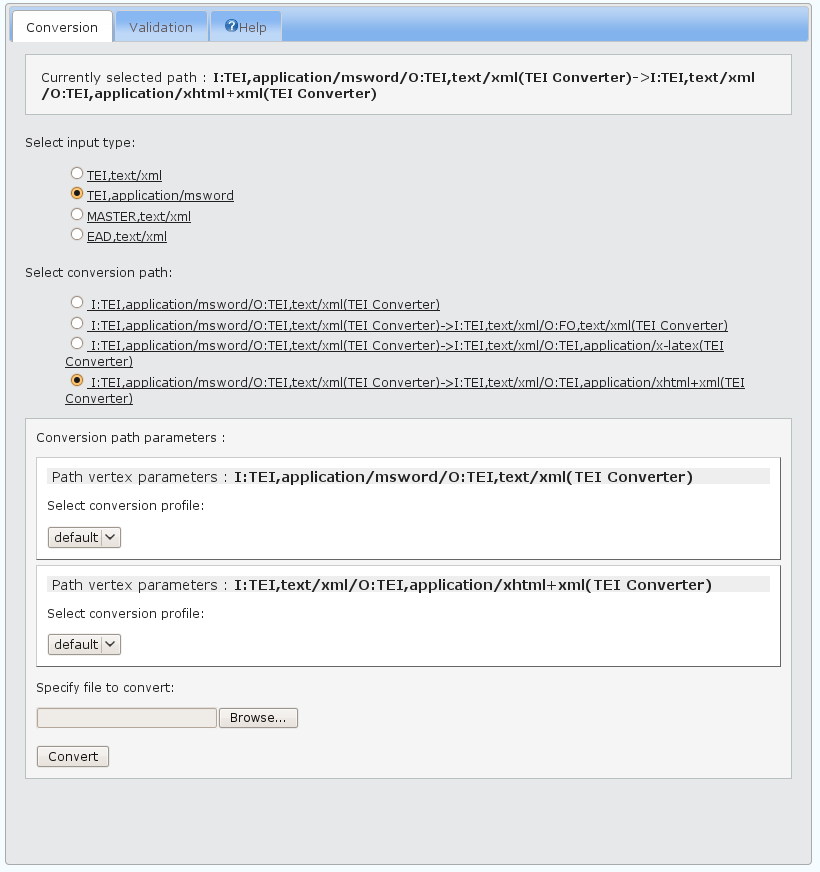 Conversion Validation Help
Currently selected path : I:TEI,application/msword/O:TEI,text/xml(TEI Converter)->I:TEI,text/xml
/O:TEI,application/xhtml+xml(TEI Converter)
Select input type:
TEI,text/xml
TEI,application/msword
MASTER,text/xml
EAD,text/xml
Select conversion path:
I:TEI,application/msword/O:TEI,text/xml(TEI Converter)
I:TEI,application/msword/O:TEI,text/xml(TEI Converter)->I:TEI,text/xml/O:FO,text/xml(TEI Converter)
I:TEI,application/msword/O:TEI,text/xml(TEI Converter)->I:TEI,text/xml/O:TEI,application/x-latex(TEI
Converter)
I:TEI,application/msword/O:TEI,text/xml(TEI Converter)->I:TEI,text/xml/O:TEI,application/xhtml+xml(TEI
Converter)
Conversion path parameters :
Path vertex parameters : I:TEI,application/msword/O:TEI,text/xml(TEI Converter)
Select conversion profile:
default
Path vertex parameters : I:TEI,text/xml/O:TEI,application/xhtml+xml(TEI Converter)
Select conversion profile:
default
Specify file to convert:
Browse...
Convert